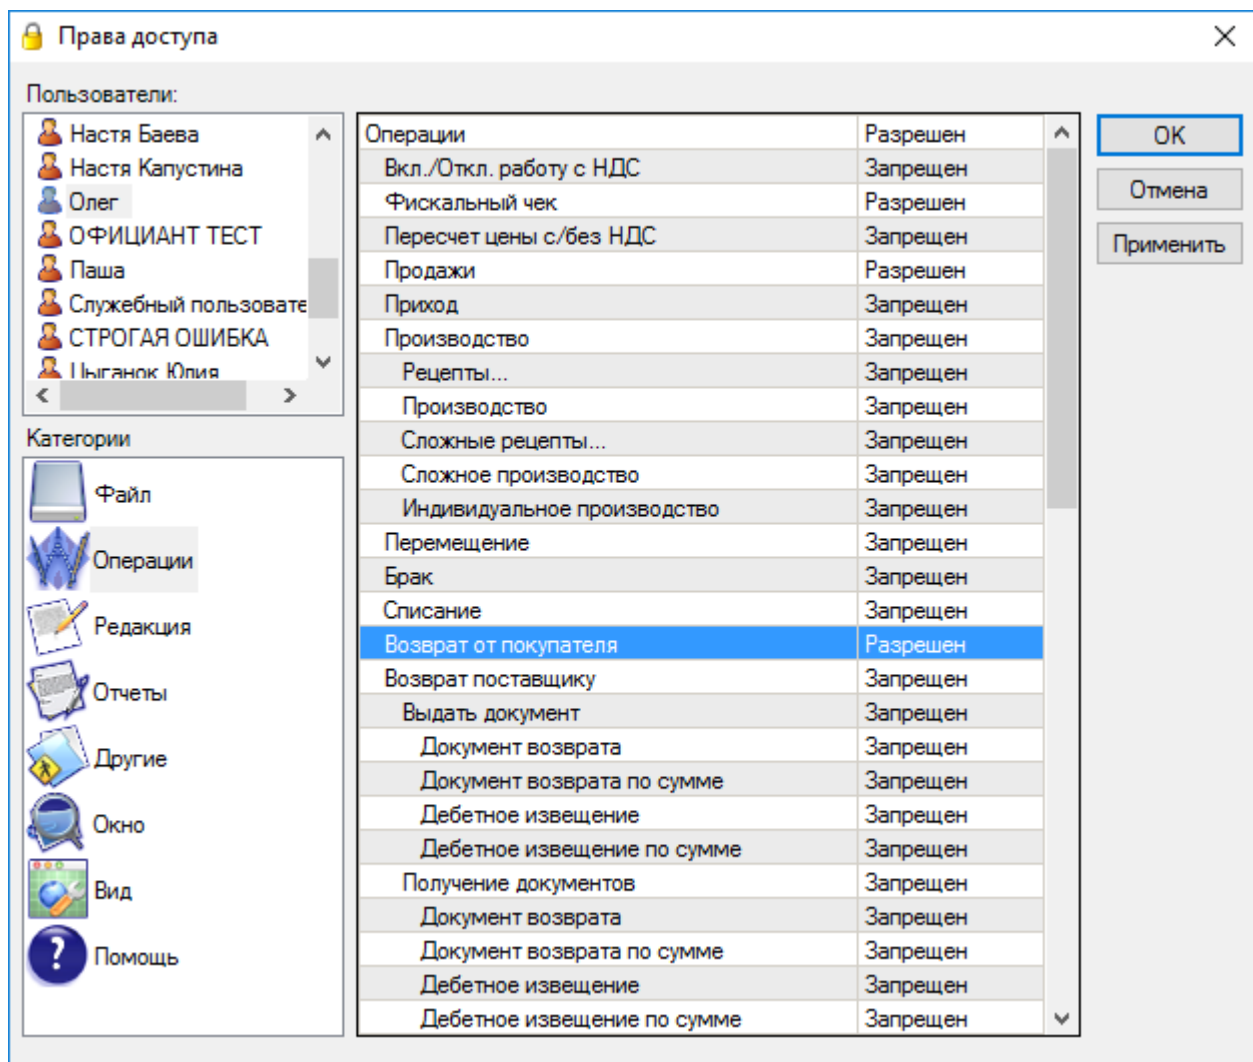 Права доступа
Пользователи:
Настя Баева
Настя Капустина
Олег
ОФИЦИАНТ ТЕСТ
Паша
Служебный пользовате
СТРОГАЯ ОШИБКА
Цыганок Юлия
Категории
Файл
Операции
Редакция
Отчеты
Другие
Окно
Вид
Помощь
Операции Разрешен
Вкл./Откл. работу с НДС Запрещен
Фискальный чек Разрешен
Пересчет цены с/без НДС Запрещен
Продажи Разрешен
Приход Запрещен
Производство Запрещен
Рецепты... Запрещен
Производство Запрещен
Сложные рецепты... Запрещен
Сложное производство Запрещен
Индивидуальное производство Запрещен
Перемещение Запрещен
Брак Запрещен
Списание Запрещен
Возврат от покупателя Разрешен
Возврат поставщику Запрещен
Выдать документ Запрещен
Документ возврата Запрещен
Документ возврата по сумме Запрещен
Дебетное извещение Запрещен
Дебетное извещение по сумме Запрещен
Получение документов Запрещен
Документ возврата Запрещен
Документ возврата по сумме Запрещен
Дебетное извещение Запрещен
Дебетное извещение по сумме Запрещен
OK
Отмена
Применить